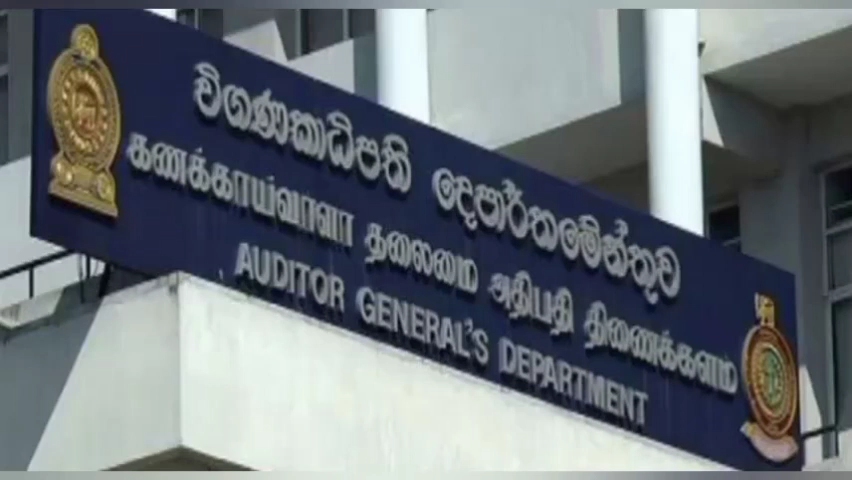 විගණකාධිපති දෙපාර්තමේන්තුව
கணக்காய்வாளர் தலைமை அதிபதி திணைக்களம்
AUDITOR GENERAL'S DEPARTMENT